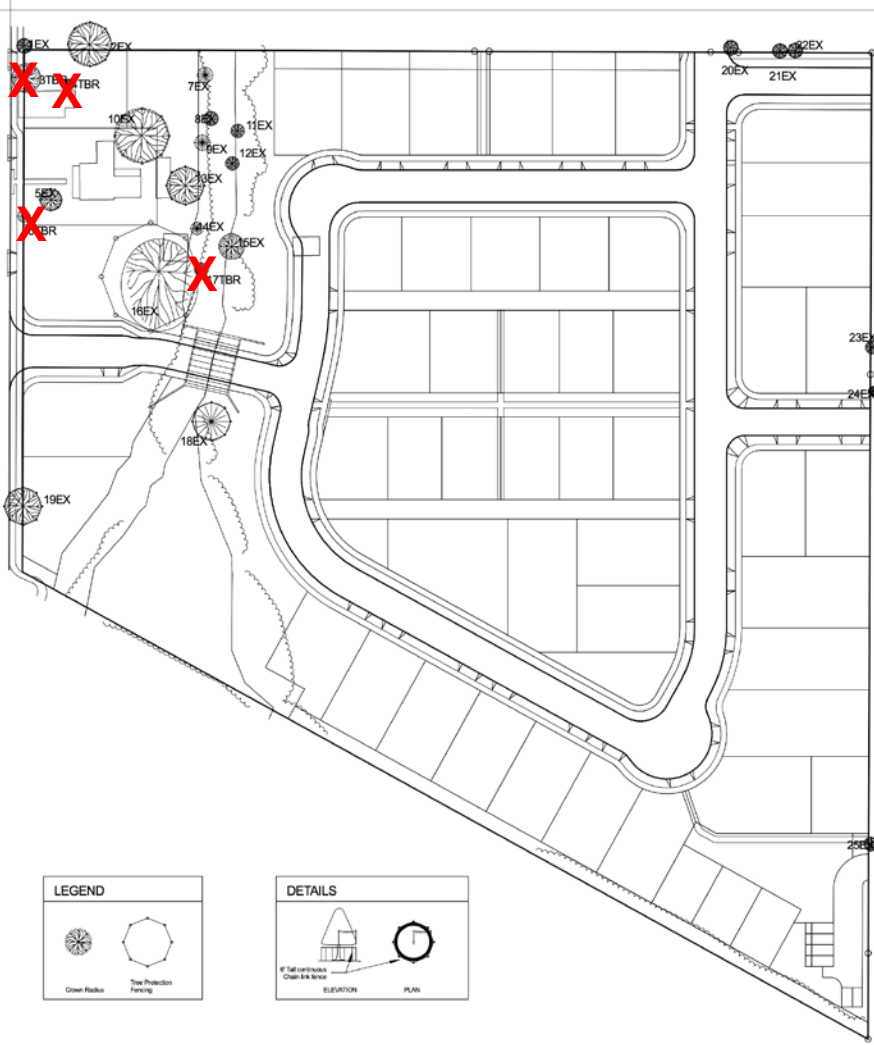 1EX
2EX
20EX
21EX
22EX
3TBR
4TBR
7EX
8EX
10EX
11EX
9EX
12EX
13EX
5EX
6TBR
14EX
15EX
17TBR
16EX
23EX
24EX
18EX
19EX
25EX
LEGEND
Crown Radius
Tree Protection
Fencing
DETAILS
6' Tall continuous
Chain link fence
ELEVATION
PLAN